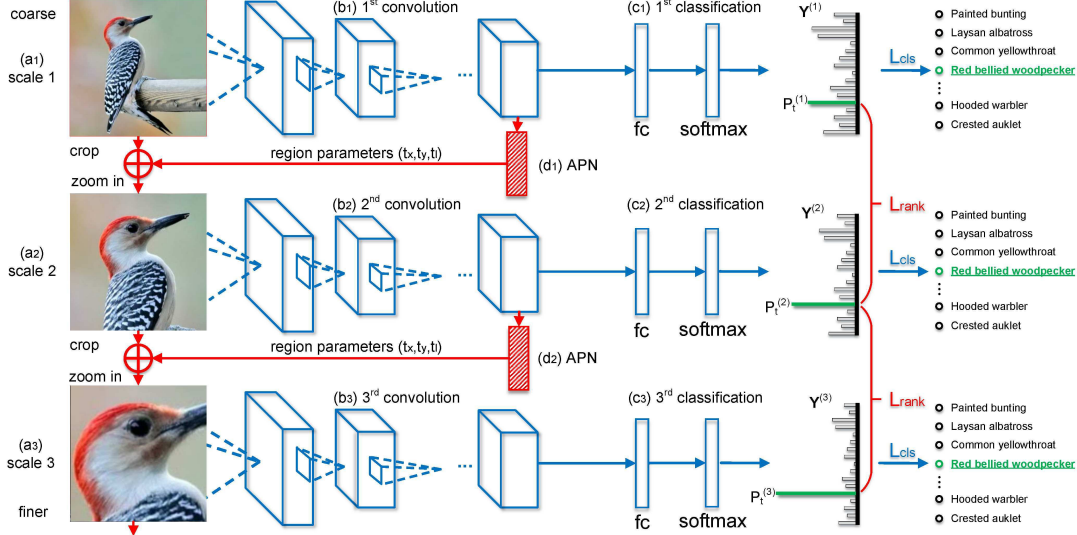 coarse
(a1)
scale 1
(b1) 1st convolution
(c1) 1st classification
Y(1)
...
fc
softmax
Pt(1)
Lcls
Painted bunting
Laysan albatross
Common yellowthroat
Red bellied woodpecker
⋮
Hooded warbler
Crested auklet
crop
zoom in
region parameters (tx,ty,tl)
(d1) APN
Lrank
(a2)
scale 2
(b2) 2nd convolution
(c2) 2nd classification
Y(2)
...
fc
softmax
Pt(2)
Lcls
Painted bunting
Laysan albatross
Common yellowthroat
Red bellied woodpecker
⋮
Hooded warbler
Crested auklet
crop
zoom in
region parameters (tx,ty,tl)
(d2) APN
Lrank
(a3)
scale 3
finer
(b3) 3rd convolution
(c3) 3rd classification
Y(3)
...
fc
softmax
Pt(3)
Lcls
Painted bunting
Laysan albatross
Common yellowthroat
Red bellied woodpecker
⋮
Hooded warbler
Crested auklet